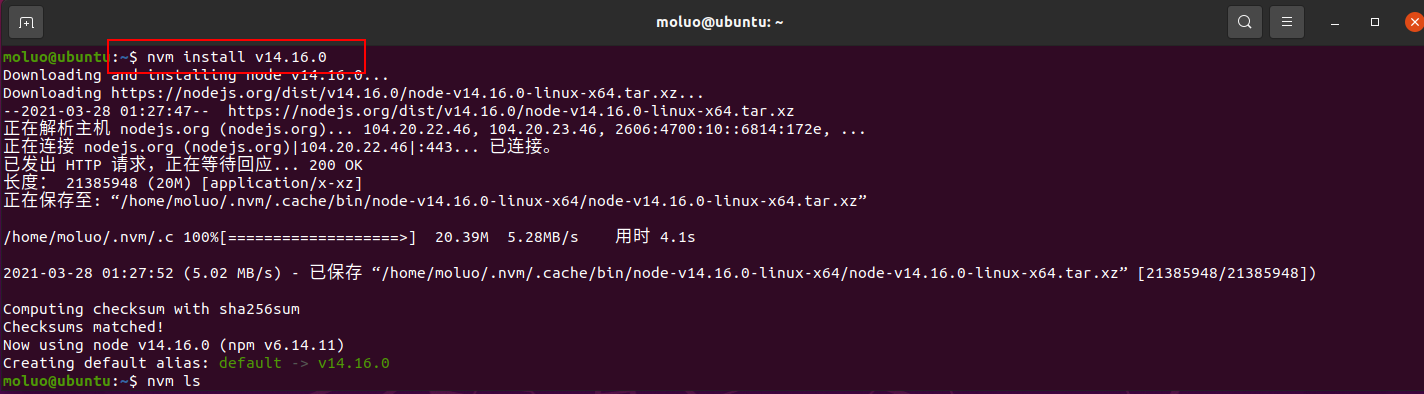 moluo@ubuntu: ~
moluo@ubuntu:~$ nvm install v14.16.0
Downloading and installing node v14.16.0...
Downloading https://nodejs.org/dist/v14.16.0/node-v14.16.0-linux-x64.tar.xz...
--2021-03-28 01:27:47--  https://nodejs.org/dist/v14.16.0/node-v14.16.0-linux-x64.tar.xz
正在解析主机 nodejs.org (nodejs.org)... 104.20.22.46, 104.20.23.46, 2606:4700:10::6814:172e, ...
正在连接 nodejs.org (nodejs.org)|104.20.22.46|:443... 已连接。
已发出 HTTP 请求，正在等待回应... 200 OK
长度： 21385948 (20M) [application/x-xz]
正在保存至: “/home/moluo/.nvm/.cache/bin/node-v14.16.0-linux-x64/node-v14.16.0-linux-x64.tar.xz”
/home/moluo/.nvm/.c 100%[===================>]  20.39M  5.28MB/s    用时 4.1s
2021-03-28 01:27:52 (5.02 MB/s) - 已保存 “/home/moluo/.nvm/.cache/bin/node-v14.16.0-linux-x64/node-v14.16.0-linux-x64.tar.xz” [21385948/21385948])
Computing checksum with sha256sum
Checksums matched!
Now using node v14.16.0 (npm v6.14.11)
Creating default alias: default -> v14.16.0
moluo@ubuntu:~$ nvm ls